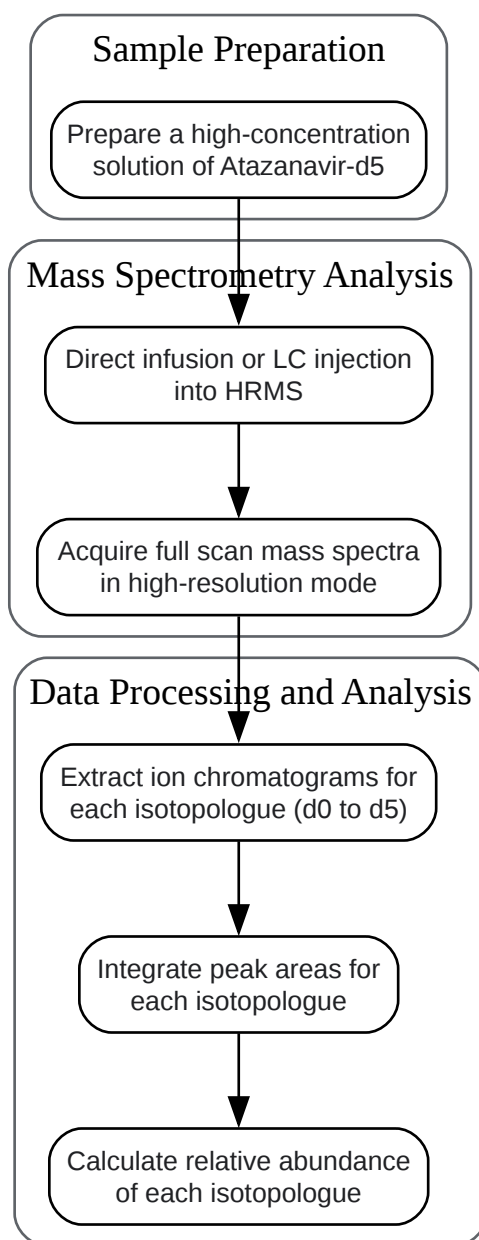 Sample Preparation
Prepare a high-concentration
solution of Atazanavir-d5
Mass Spectrometry Analysis
Direct infusion or LC injection
into HRMS
Acquire full scan mass spectra
in high-resolution mode
Data Processing and Analysis
Extract ion chromatograms for
each isotopologue (d0 to d5)
Integrate peak areas for
each isotopologue
Calculate relative abundance
of each isotopologue